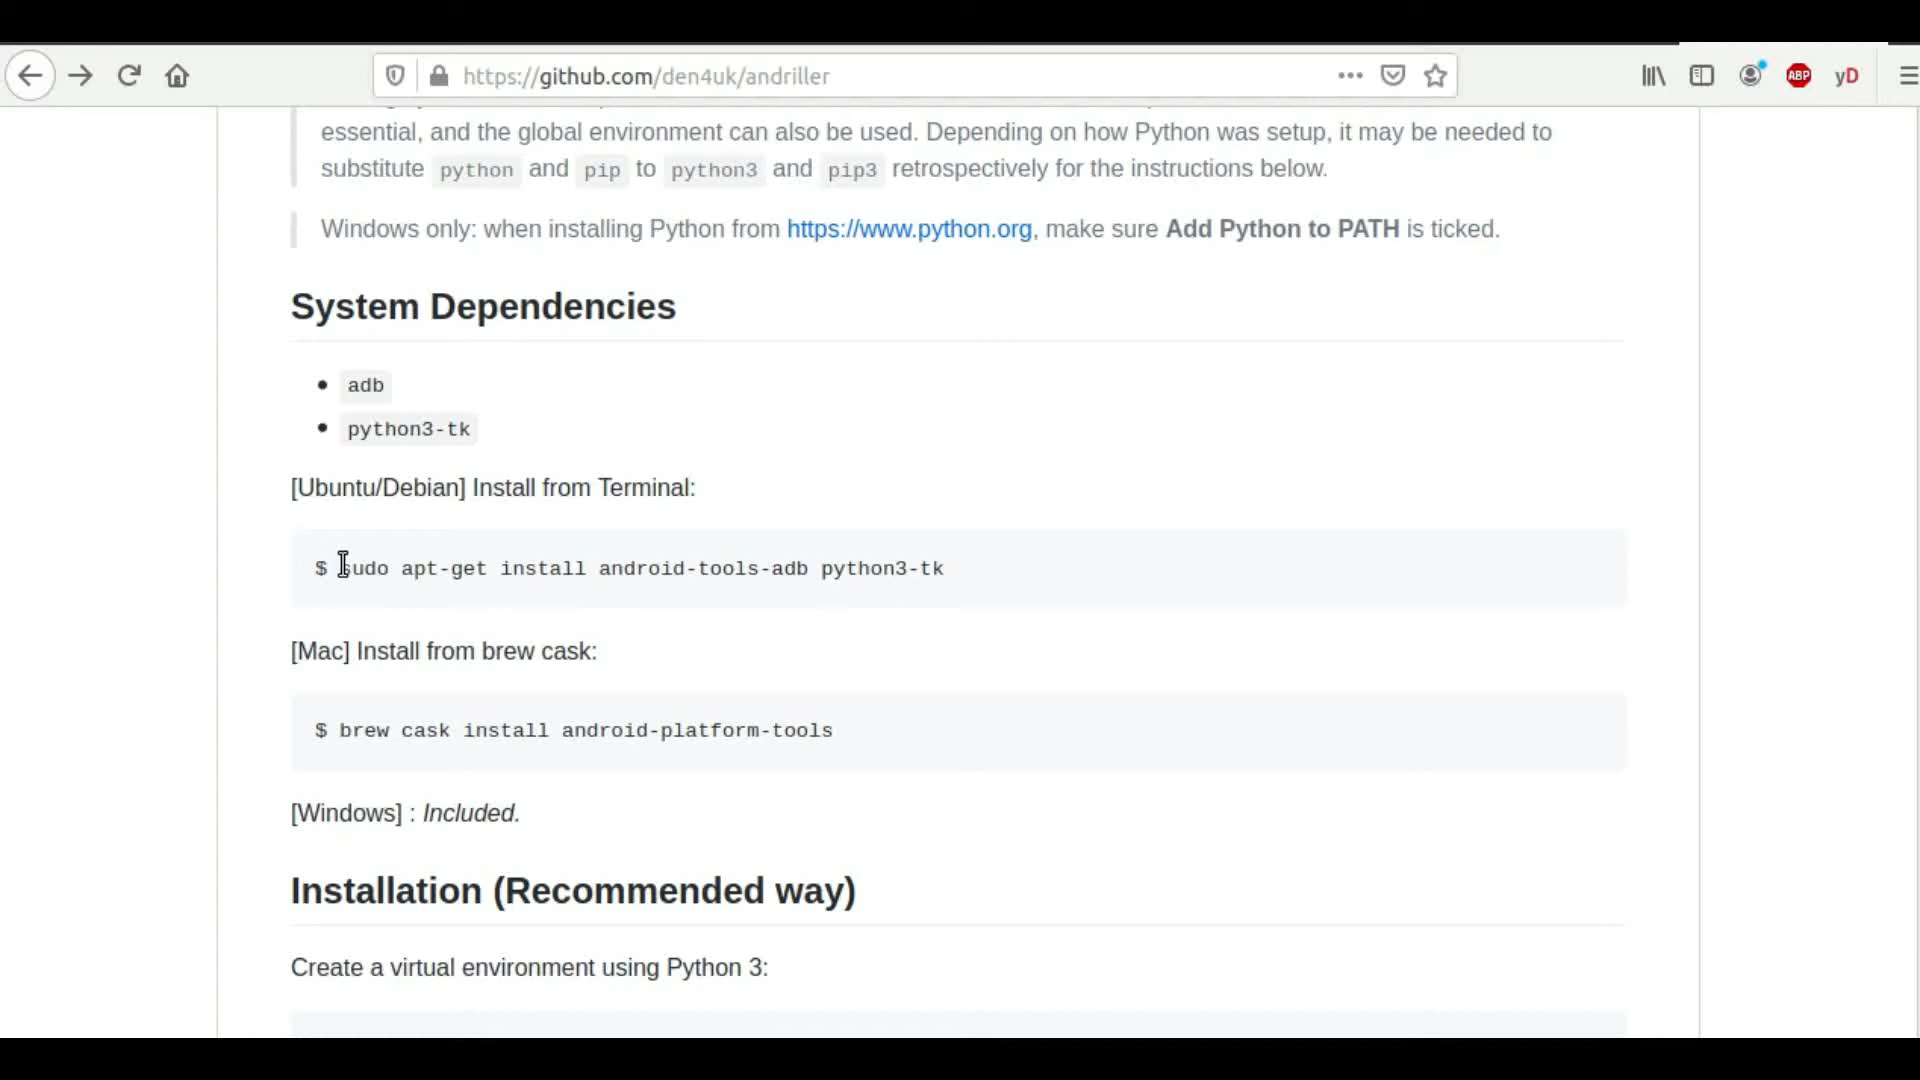 https://github.com/den4uk/andriller
ABP
yD
essential, and the global environment can also be used. Depending on how Python was setup, it may be needed to
substitute python and pip to python3 and pip3 retrospectively for the instructions below.
Windows only: when installing Python from https://www.python.org, make sure Add Python to PATH is ticked.
System Dependencies
adb
python3-tk
[Ubuntu/Debian] Install from Terminal:
$ sudo apt-get install android-tools-adb python3-tk
[Mac] Install from brew cask:
$ brew cask install android-platform-tools
[Windows] : Included.
Installation (Recommended way)
Create a virtual environment using Python 3: